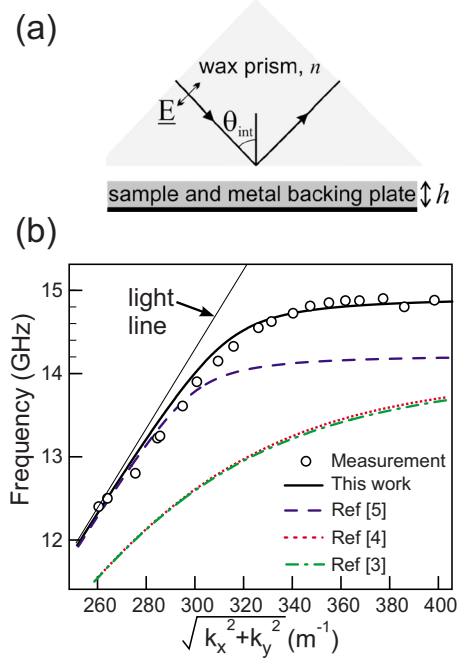 (a)
wax prism, n
E
θint
sample and metal backing plate
h
(b)
15
14
13
12
Frequency (GHz)
light
line
Measurement
This work
Ref [5]
Ref [4]
Ref [3]
260 280 300 320 340 360 380 400
√kx²+ky² (m⁻¹)